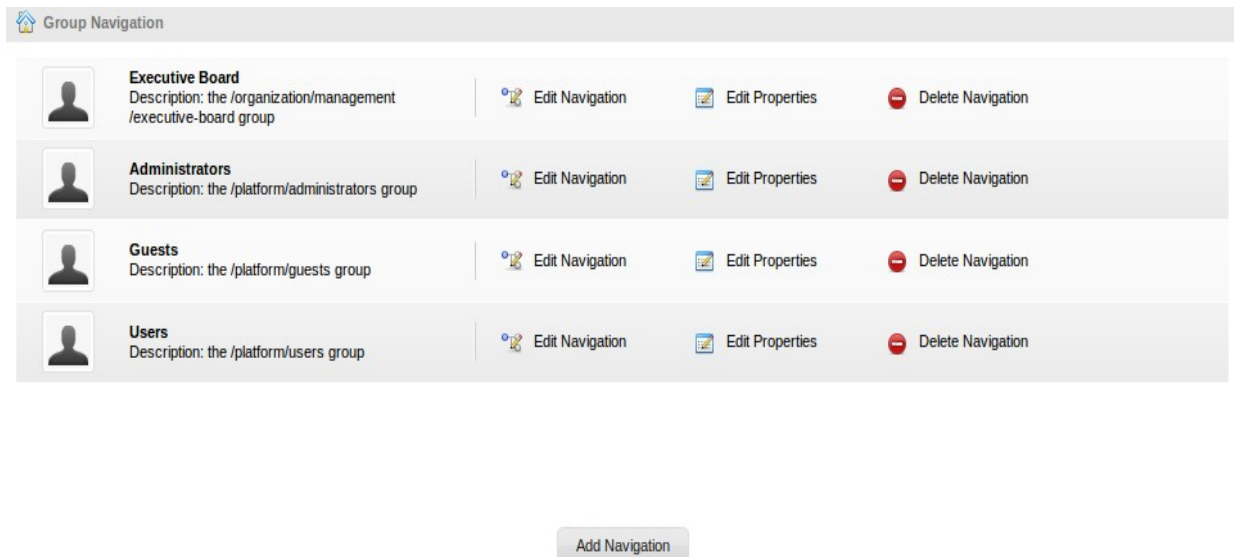 Group Navigation
Executive Board
Description: the /organization/management
/executive-board group
Edit Navigation
Edit Properties
Delete Navigation
Administrators
Description: the /platform/administrators group
Edit Navigation
Edit Properties
Delete Navigation
Guests
Description: the /platform/guests group
Edit Navigation
Edit Properties
Delete Navigation
Users
Description: the /platform/users group
Edit Navigation
Edit Properties
Delete Navigation
Add Navigation